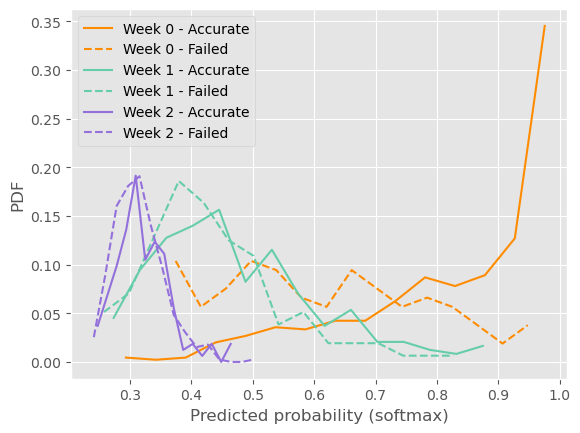 Week 0 - Accurate
Week 0 - Failed
Week 1 - Accurate
Week 1 - Failed
Week 2 - Accurate
Week 2 - Failed
PDF
0.35
0.30
0.25
0.20
0.15
0.10
0.05
0.00
0.3 0.4 0.5 0.6 0.7 0.8 0.9 1.0
Predicted probability (softmax)